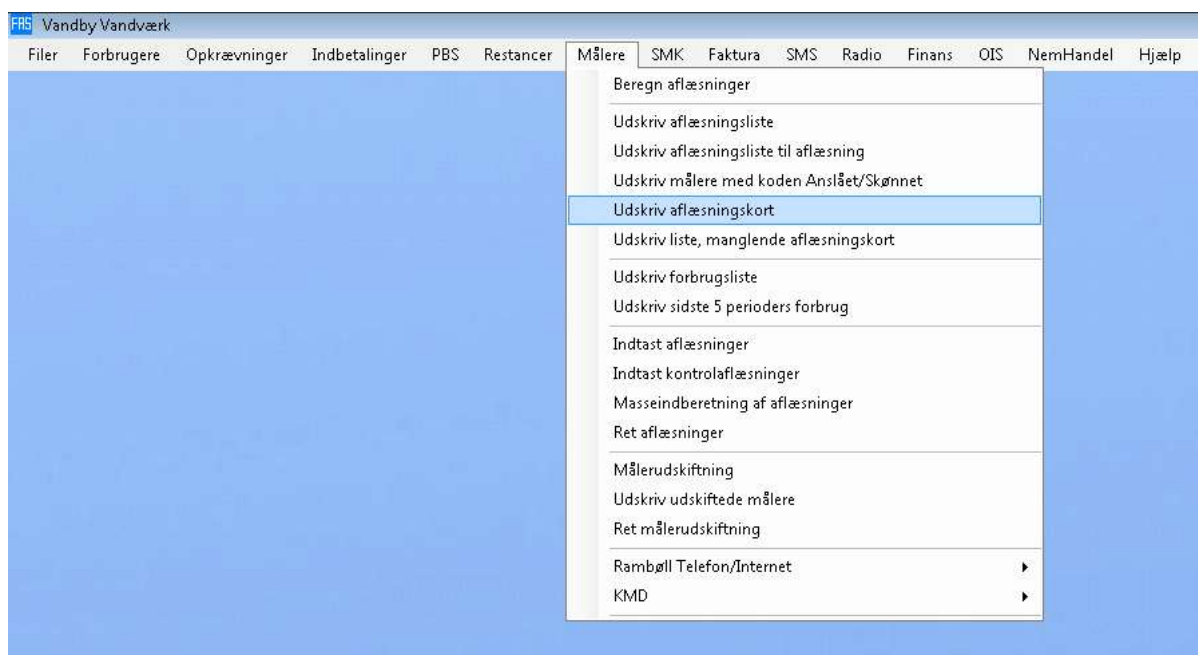 FAS Vandby Vandværk
Filer Forbrugere Opkrævninger Indbetalinger PBS Restancer Målere SMK Faktura SMS Radio Finans OIS NemHandel Hjælp
Beregn aflæsninger
Udskriv aflæsningsliste
Udskriv aflæsningsliste til aflæsning
Udskriv målere med koden Anslået/Skønnet
Udskriv aflæsningskort
Udskriv liste, manglende aflæsningskort
Udskriv forbrugsliste
Udskriv sidste 5 perioders forbrug
Indtast aflæsninger
Indtast kontrolaflæsninger
Masseindberetning af aflæsninger
Ret aflæsninger
Målerudskiftning
Udskriv udskiftede målere
Ret målerudskiftning
Rambøll Telefon/Internet
KMD